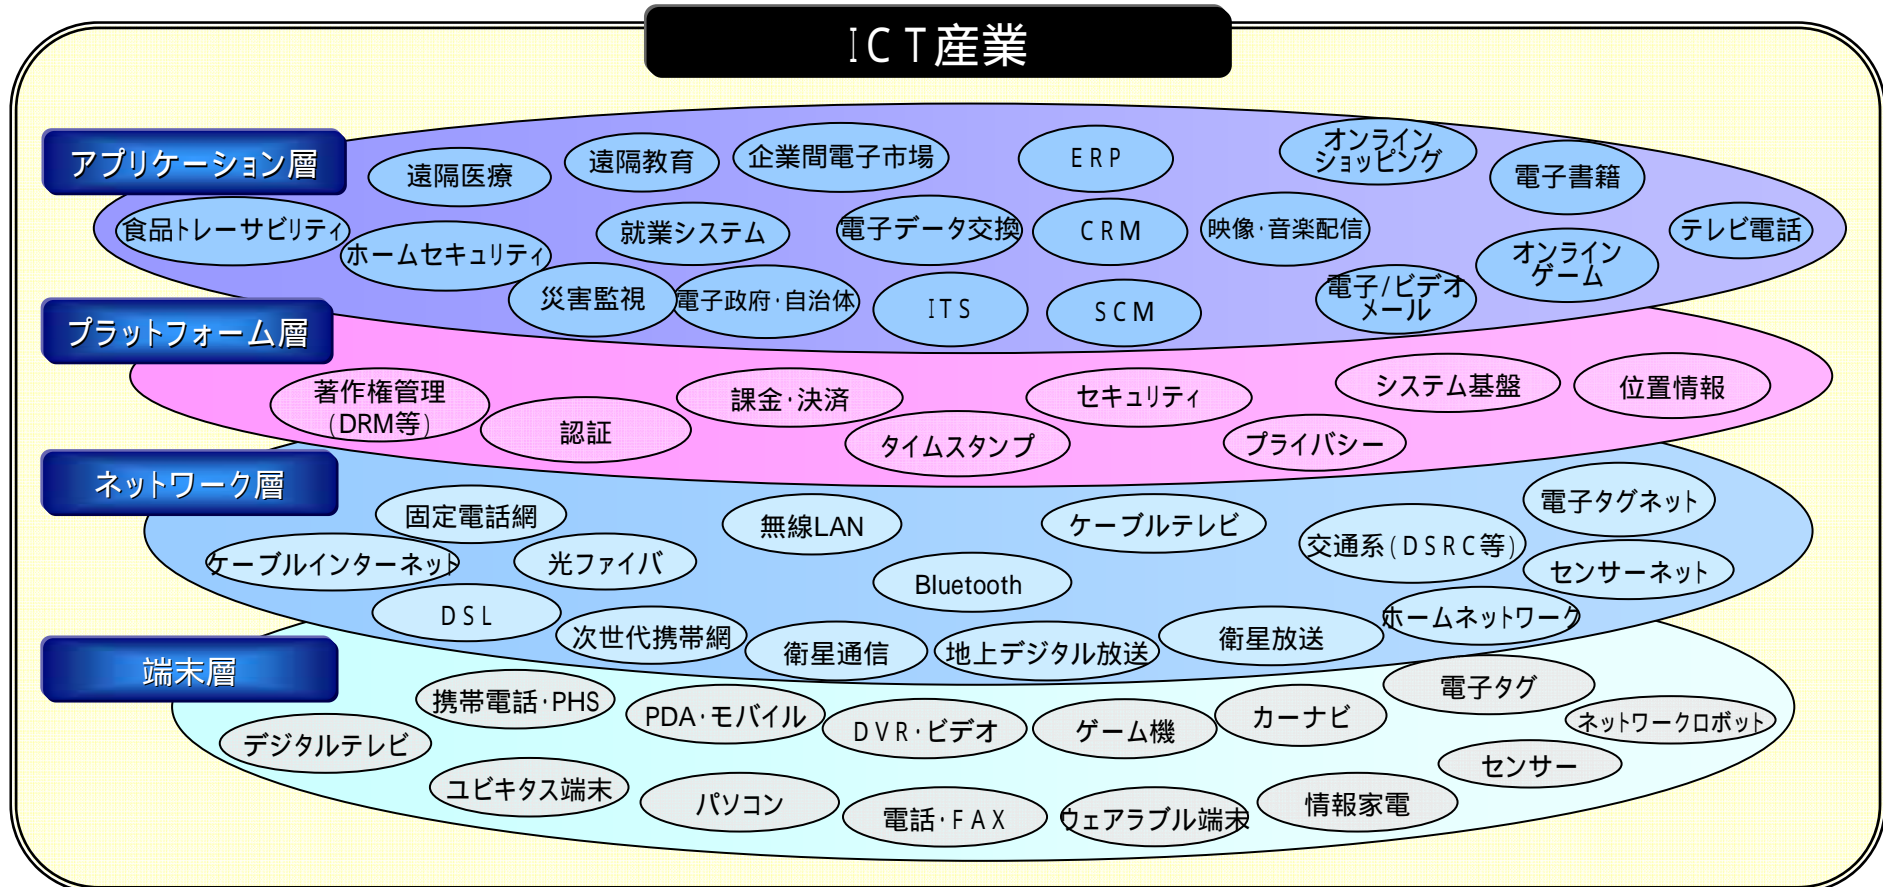 ICT産業
アプリケーション層
遠隔医療
遠隔教育
企業間電子市場
ERP
オンライン
ショッピング
電子書籍
食品トレーサビリティ
ホームセキュリティ
就業システム
電子データ交換
CRM
映像・音楽配信
オンライン
ゲーム
テレビ電話
災害監視
電子政府・自治体
ITS
SCM
電子/ビデオ
メール
プラットフォーム層
著作権管理
(DRM等)
認証
課金・決済
タイムスタンプ
セキュリティ
プライバシー
システム基盤
位置情報
ネットワーク層
固定電話網
無線LAN
ケーブルテレビ
交通系(DSRC等)
電子タグネット
ケーブルインターネット
光ファイバ
Bluetooth
センサーネット
DSL
次世代携帯網
衛星通信
地上デジタル放送
衛星放送
ホームネットワーク
端末層
携帯電話・PHS
PDA・モバイル
DVR・ビデオ
ゲーム機
カーナビ
電子タグ
ネットワークロボット
デジタルテレビ
ユビキタス端末
パソコン
電話・FAX
ウェアラブル端末
情報家電
センサー